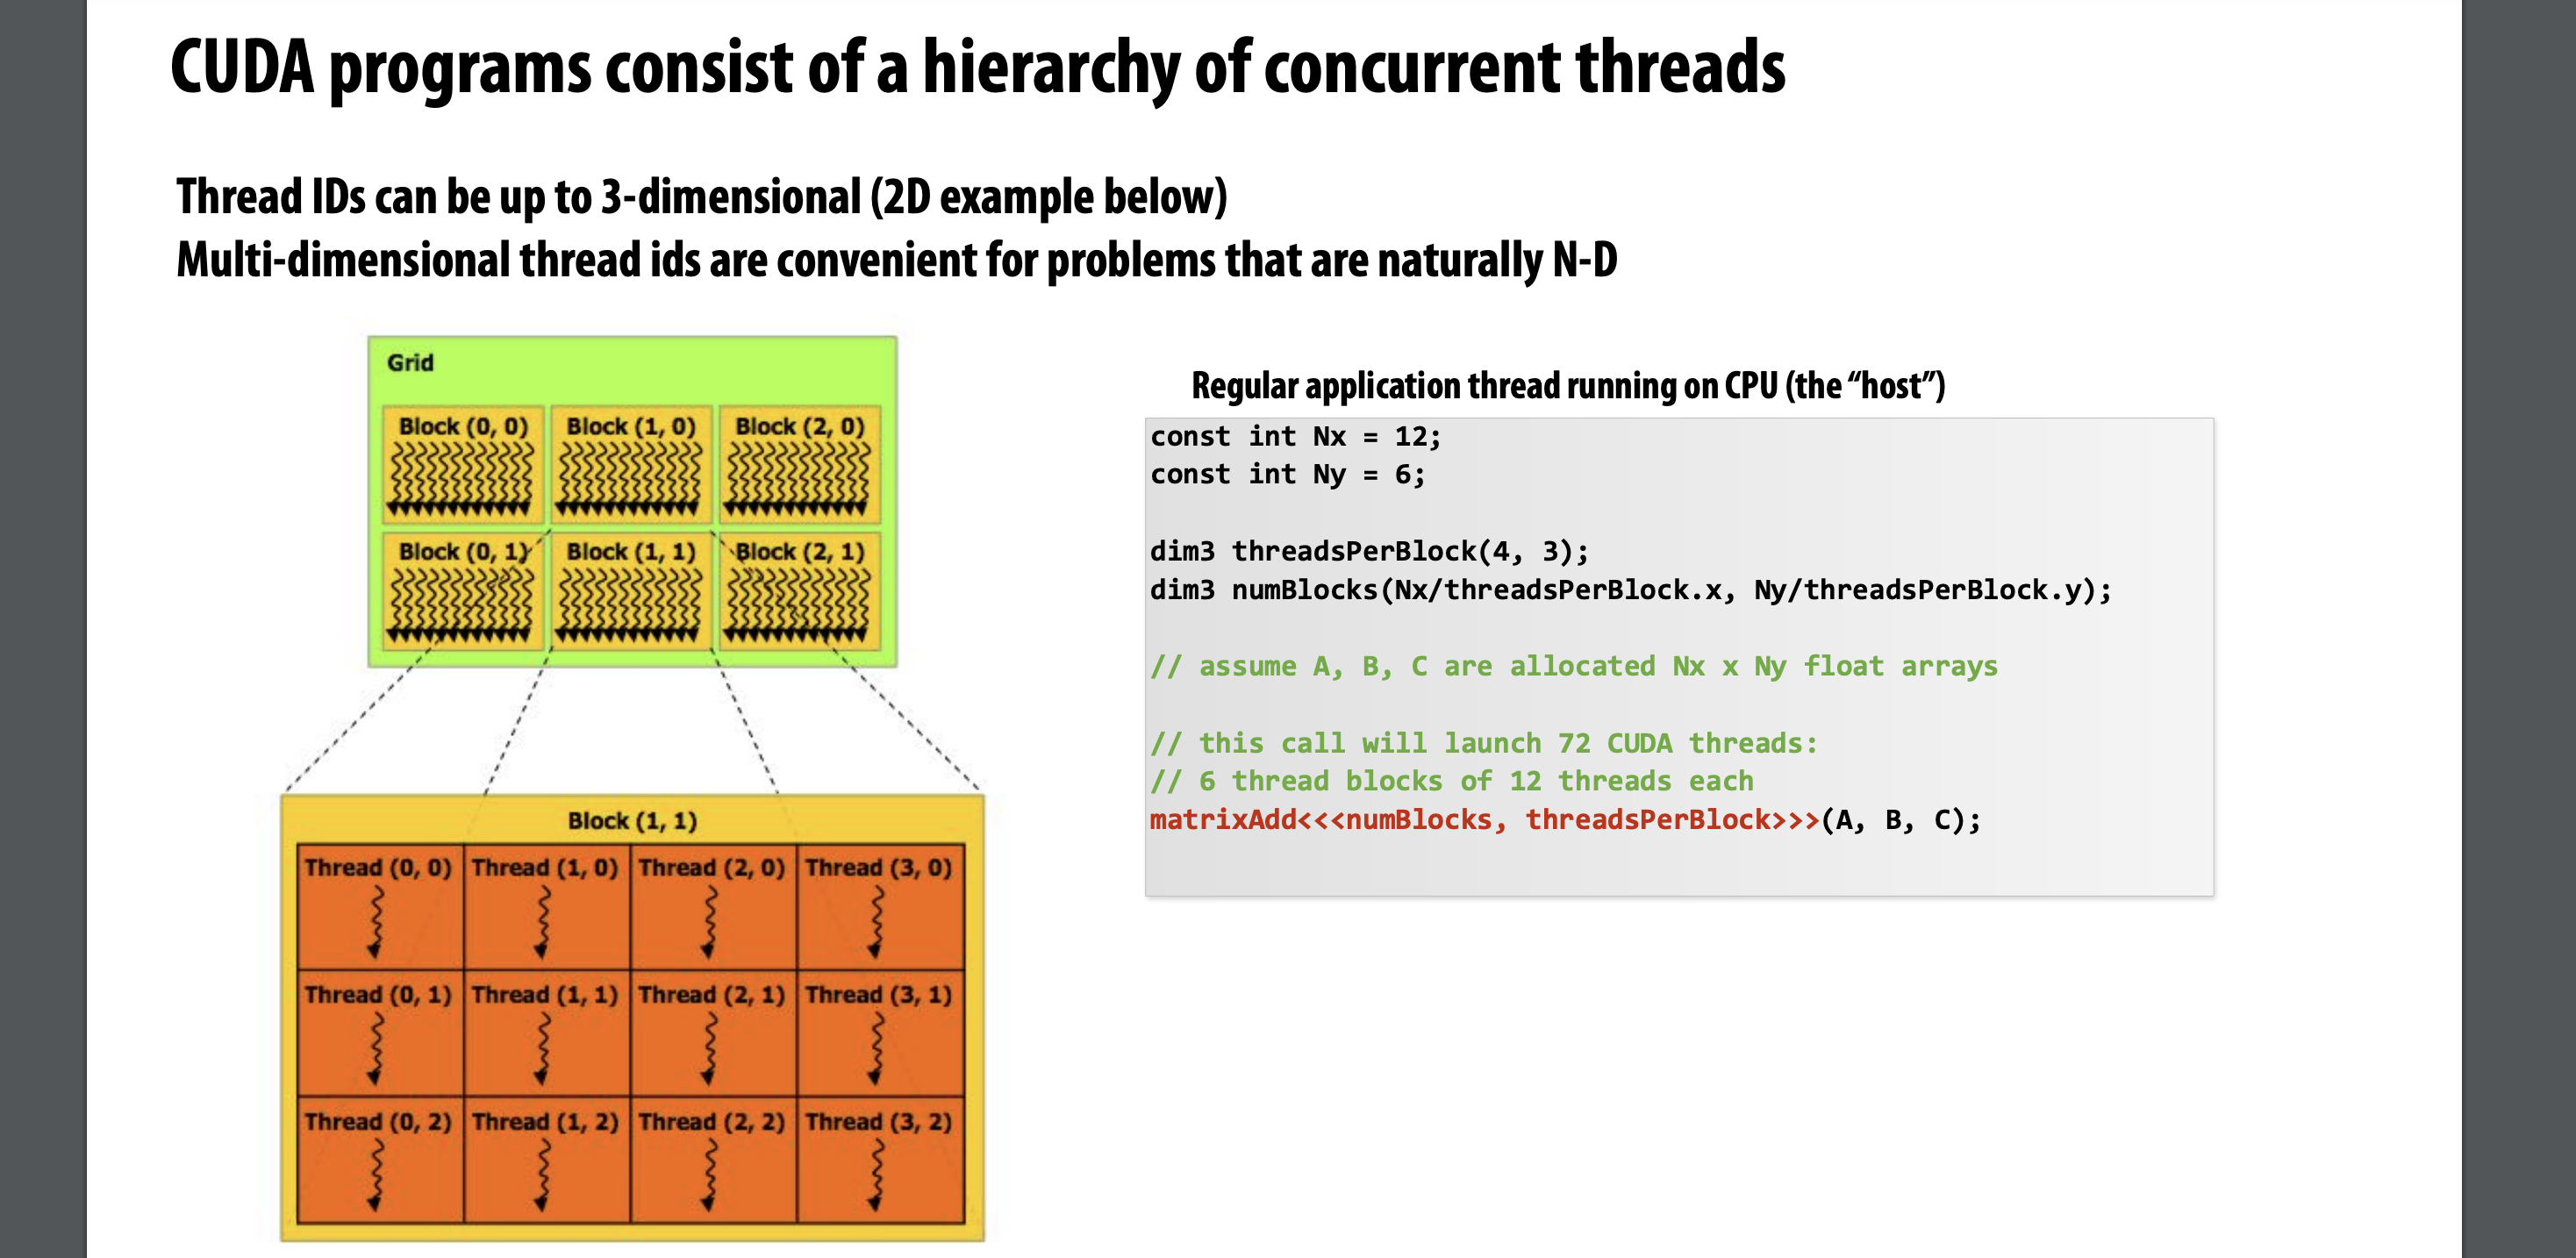 CUDA programs consist of a hierarchy of concurrent threads
Thread IDs can be up to 3-dimensional (2D example below)
Multi-dimensional thread ids are convenient for problems that are naturally N-D
Grid
Block (0, 0) Block (1, 0) Block (2, 0)
Block (0, 1) Block (1, 1) Block (2, 1)
Block (1, 1)
Thread (0, 0) Thread (1, 0) Thread (2, 0) Thread (3, 0)
Thread (0, 1) Thread (1, 1) Thread (2, 1) Thread (3, 1)
Thread (0, 2) Thread (1, 2) Thread (2, 2) Thread (3, 2)
Regular application thread running on CPU (the “host”)
const int Nx = 12;
const int Ny = 6;
dim3 threadsPerBlock(4, 3);
dim3 numBlocks(Nx/threadsPerBlock.x, Ny/threadsPerBlock.y);
// assume A, B, C are allocated Nx x Ny float arrays
// this call will launch 72 CUDA threads:
// 6 thread blocks of 12 threads each
matrixAdd<<<numBlocks, threadsPerBlock>>>(A, B, C);